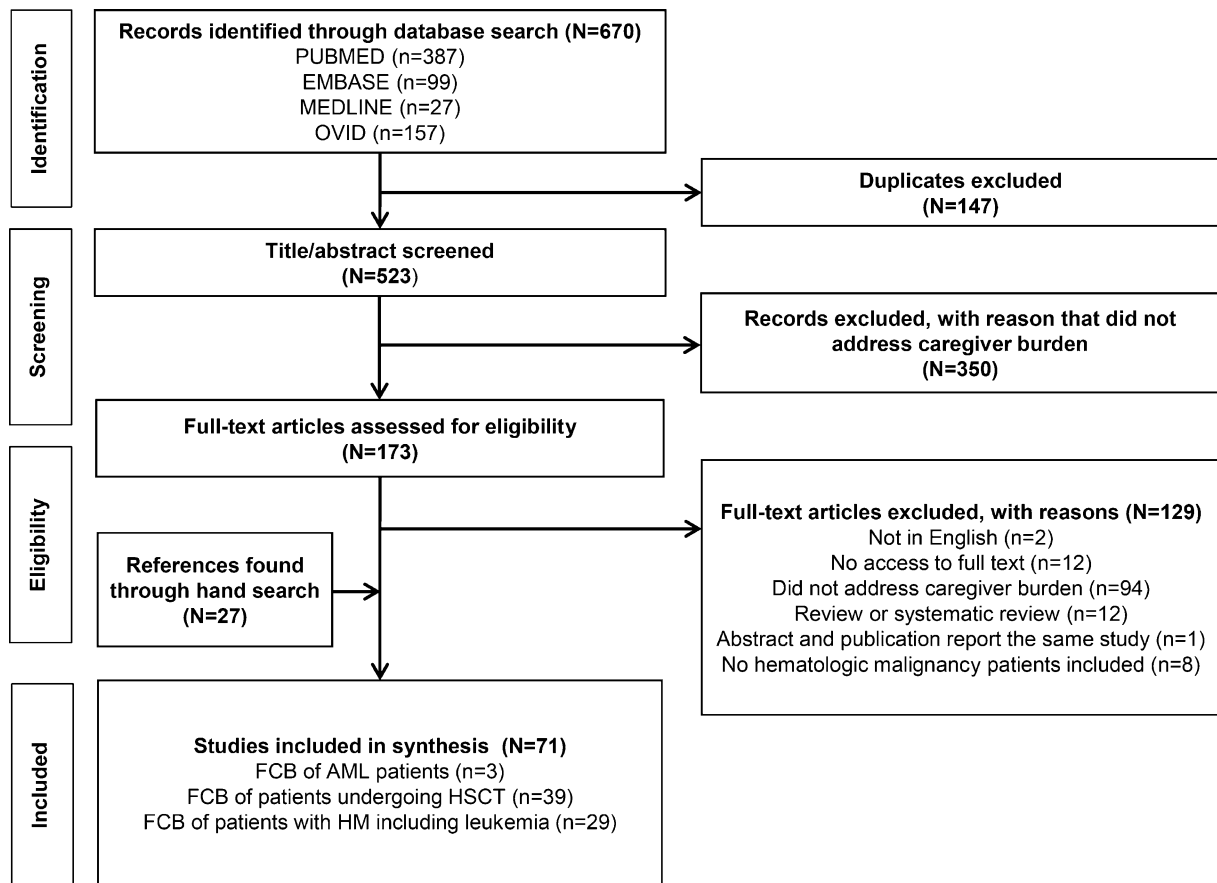 Identification
Records identified through database search (N=670)
PUBMED (n=387)
EMBASE (n=99)
MEDLINE (n=27)
OVID (n=157)
Duplicates excluded
(N=147)
Screening
Title/abstract screened
(N=523)
Records excluded, with reason that did not
address caregiver burden
(N=350)
Full-text articles assessed for eligibility
(N=173)
Eligibility
Full-text articles excluded, with reasons (N=129)
Not in English (n=2)
No access to full text (n=12)
Did not address caregiver burden (n=94)
Review or systematic review (n=12)
Abstract and publication report the same study (n=1)
No hematologic malignancy patients included (n=8)
References found
through hand search
(N=27)
Included
Studies included in synthesis (N=71)
FCB of AML patients (n=3)
FCB of patients undergoing HSCT (n=39)
FCB of patients with HM including leukemia (n=29)